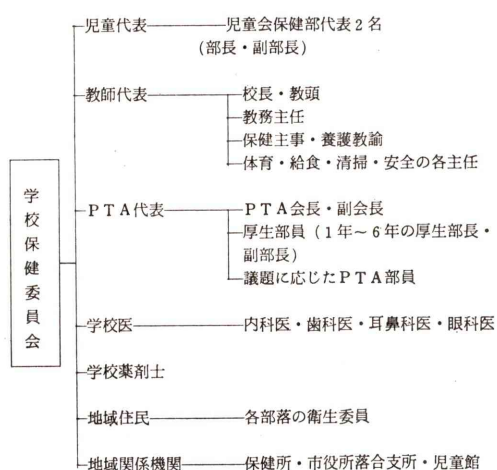 児童代表
児童会保健部代表2名
(部長・副部長)
教師代表
校長・教頭
教務主任
保健主事・養護教諭
体育・給食・清掃・安全の各主任
学校保健委員会
PTA代表
PTA会長・副会長
厚生部員(1年~6年の厚生部長・
副部長)
議題に応じたPTA部員
学校医
内科医・歯科医・耳鼻科医・眼科医
学校薬剤士
地域住民
各部落の衛生委員
地域関係機関
保健所・市役所落合支所・児童館